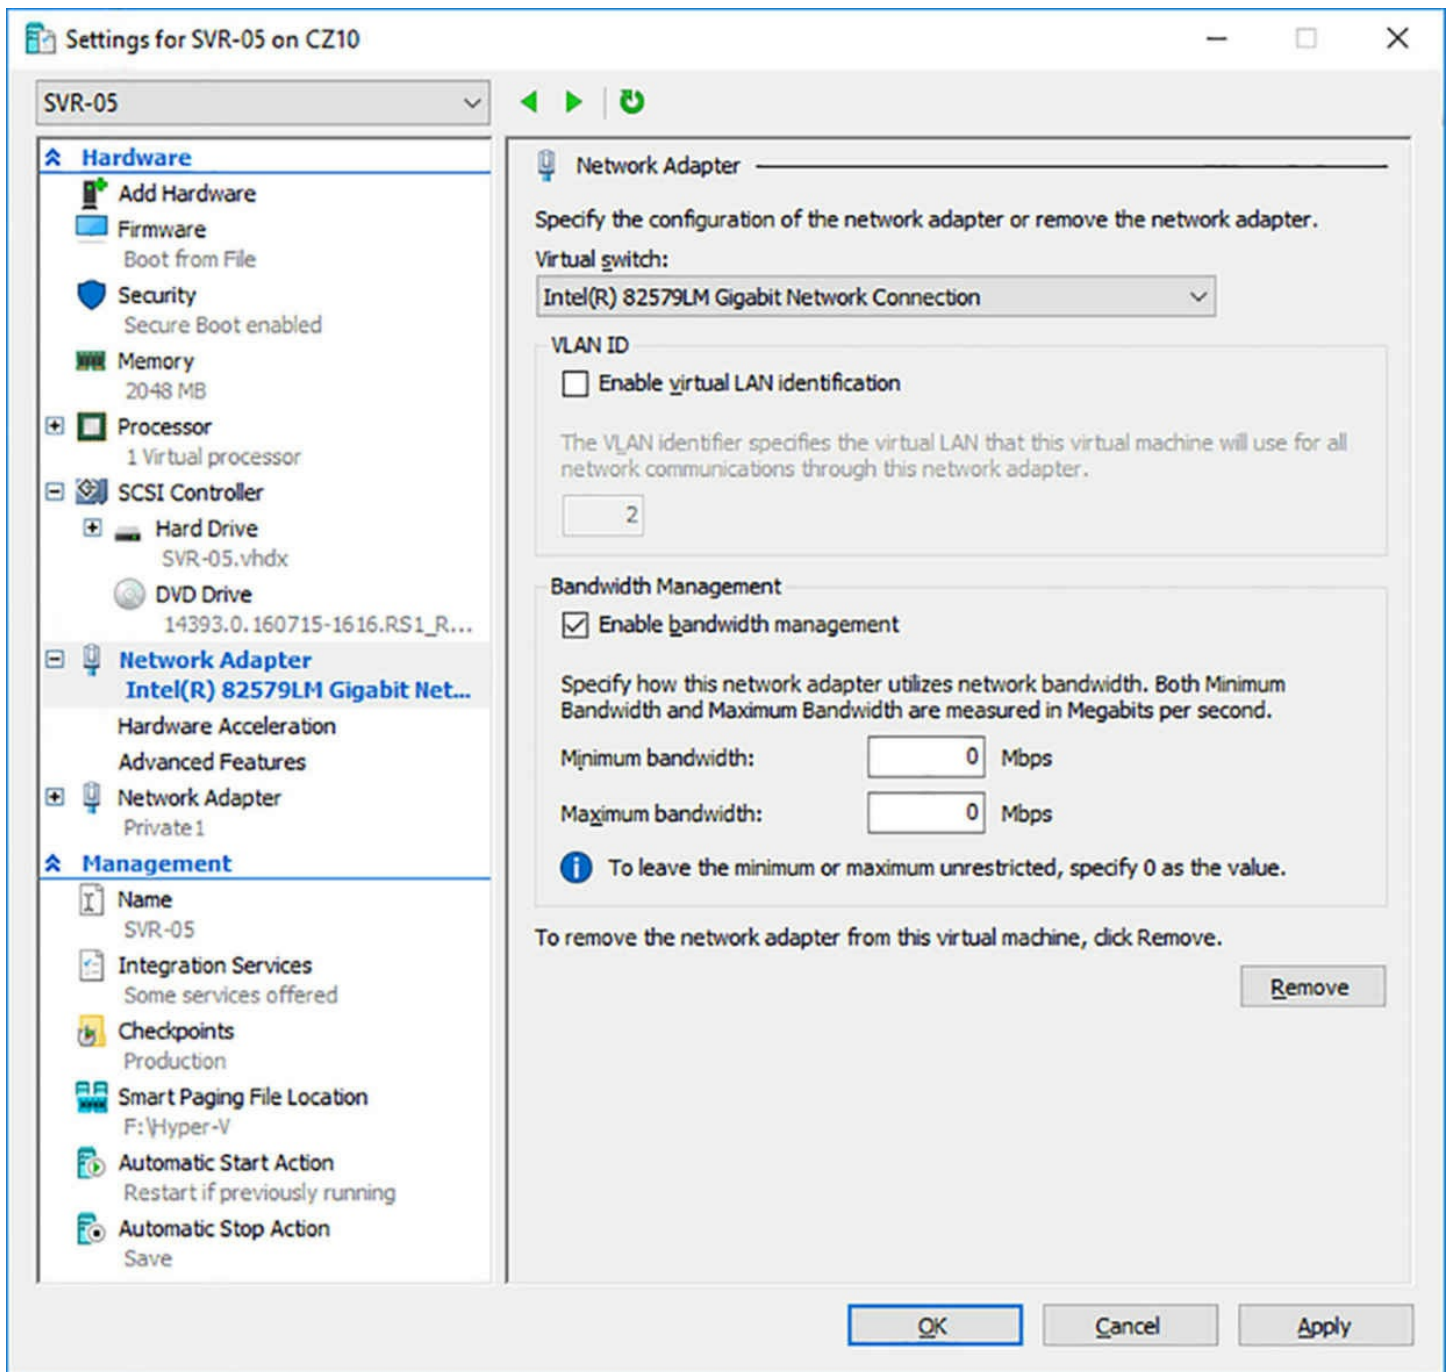 Settings for SVR-05 on CZ10
SVR-05
Hardware
Add Hardware
Firmware
Boot from File
Security
Secure Boot enabled
Memory
2048 MB
Processor
1 Virtual processor
SCSI Controller
Hard Drive
SVR-05.vhdx
DVD Drive
14393.0.160715-1616.RS1_R...
Network Adapter
Intel(R) 82579LM Gigabit Net...
Hardware Acceleration
Advanced Features
Network Adapter
Private1
Management
Name
SVR-05
Integration Services
Some services offered
Checkpoints
Production
Smart Paging File Location
F:\Hyper-V
Automatic Start Action
Restart if previously running
Automatic Stop Action
Save
Network Adapter
Specify the configuration of the network adapter or remove the network adapter.
Virtual switch:
Intel(R) 82579LM Gigabit Network Connection
VLAN ID
Enable virtual LAN identification
The VLAN identifier specifies the virtual LAN that this virtual machine will use for all
network communications through this network adapter.
2
Bandwidth Management
Enable bandwidth management
Specify how this network adapter utilizes network bandwidth. Both Minimum
Bandwidth and Maximum Bandwidth are measured in Megabits per second.
Minimum bandwidth: 0 Mbps
Maximum bandwidth: 0 Mbps
To leave the minimum or maximum unrestricted, specify 0 as the value.
To remove the network adapter from this virtual machine, click Remove.
Remove
OK Cancel Apply